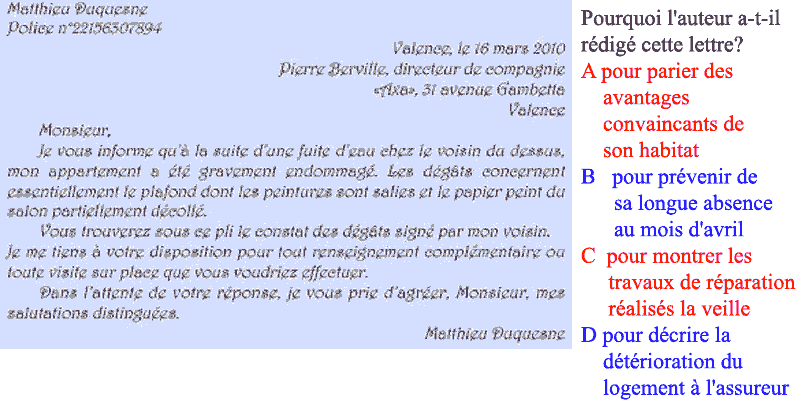 Matthieu Duquesne
Police n°22156307894
Valence, le 16 mars 2010
Pierre Berville, directeur de compagnie
«Axa», 31 avenue Gambetta
Valence
Monsieur,
Je vous informe qu'à la suite d'une fuite d'eau chez le voisin du dessus,
mon appartement a été gravement endommagé. Les dégâts concernent
essentiellement le plafond dont les peintures sont salies et le papier peint du
salon partiellement décollé.
Vous trouverez sous ce pli le constat des dégâts signé par mon voisin.
Je me tiens à votre disposition pour tout renseignement complémentaire ou
toute visite sur place que vous voudriez effectuer.
Dans l'attente de votre réponse, je vous prie d'agréer, Monsieur, mes
salutations distinguées.
Matthieu Duquesne
Pourquoi l'auteur a-t-il
rédigé cette lettre?
A pour parier des
avantages
convaincants de
son habitat
B pour prévenir de
sa longue absence
au mois d'avril
C pour montrer les
travaux de réparation
réalisés la veille
D pour décrire la
détérioration du
logement à l'assureur